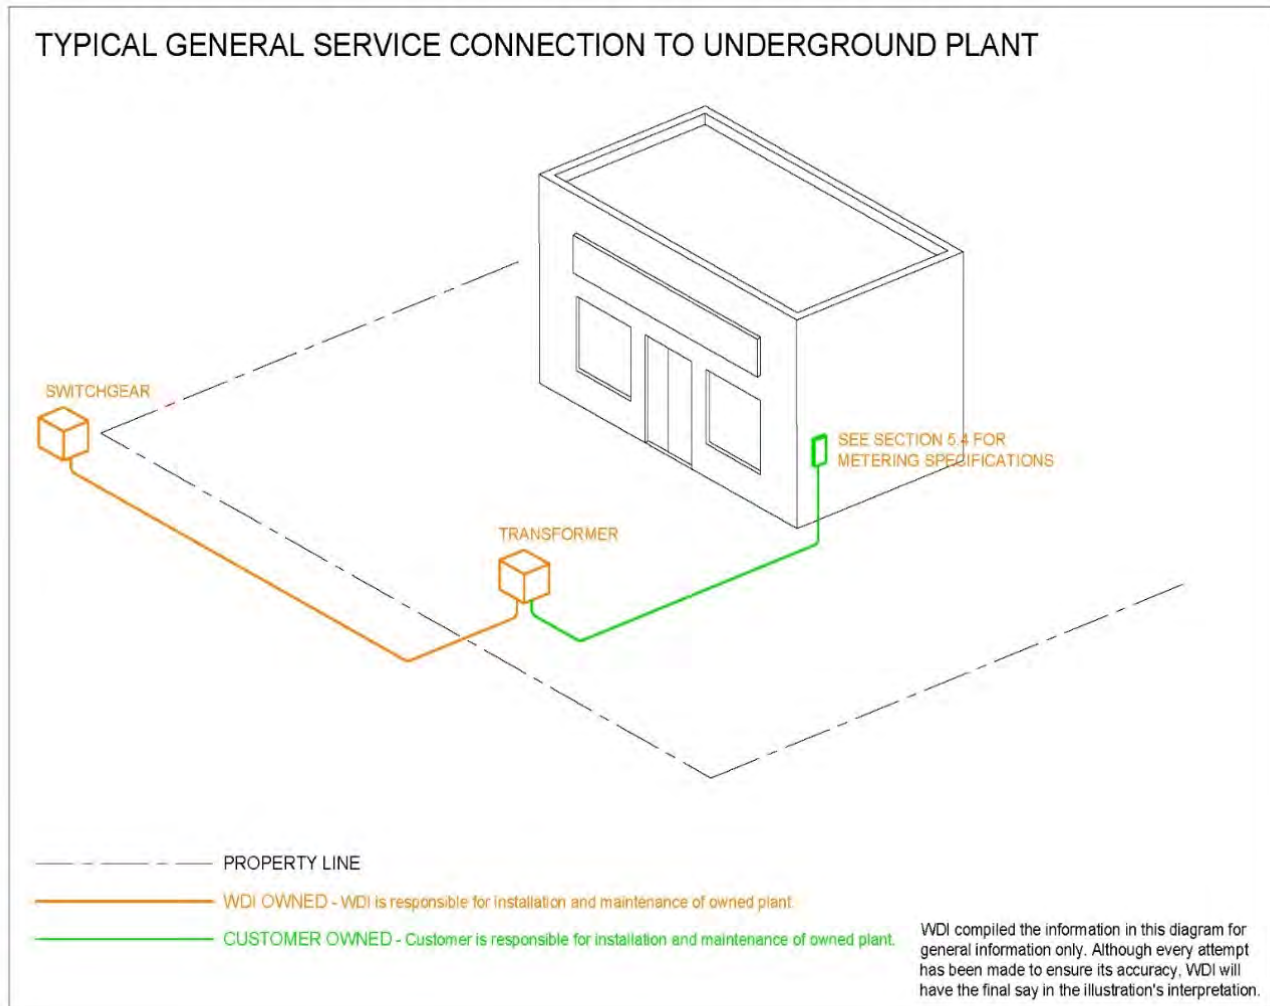 TYPICAL GENERAL SERVICE CONNECTION TO UNDERGROUND PLANT
SWITCHGEAR
SEE SECTION 5.4 FOR
METERING SPECIFICATIONS
TRANSFORMER
PROPERTY LINE
WDI OWNED - WDI is responsible for installation and maintenance of owned plant.
CUSTOMER OWNED - Customer is responsible for installation and maintenance of owned plant.
WDI compiled the information in this diagram for
general information only. Although every attempt
has been made to ensure its accuracy, WDI will
have the final say in the illustration's interpretation.